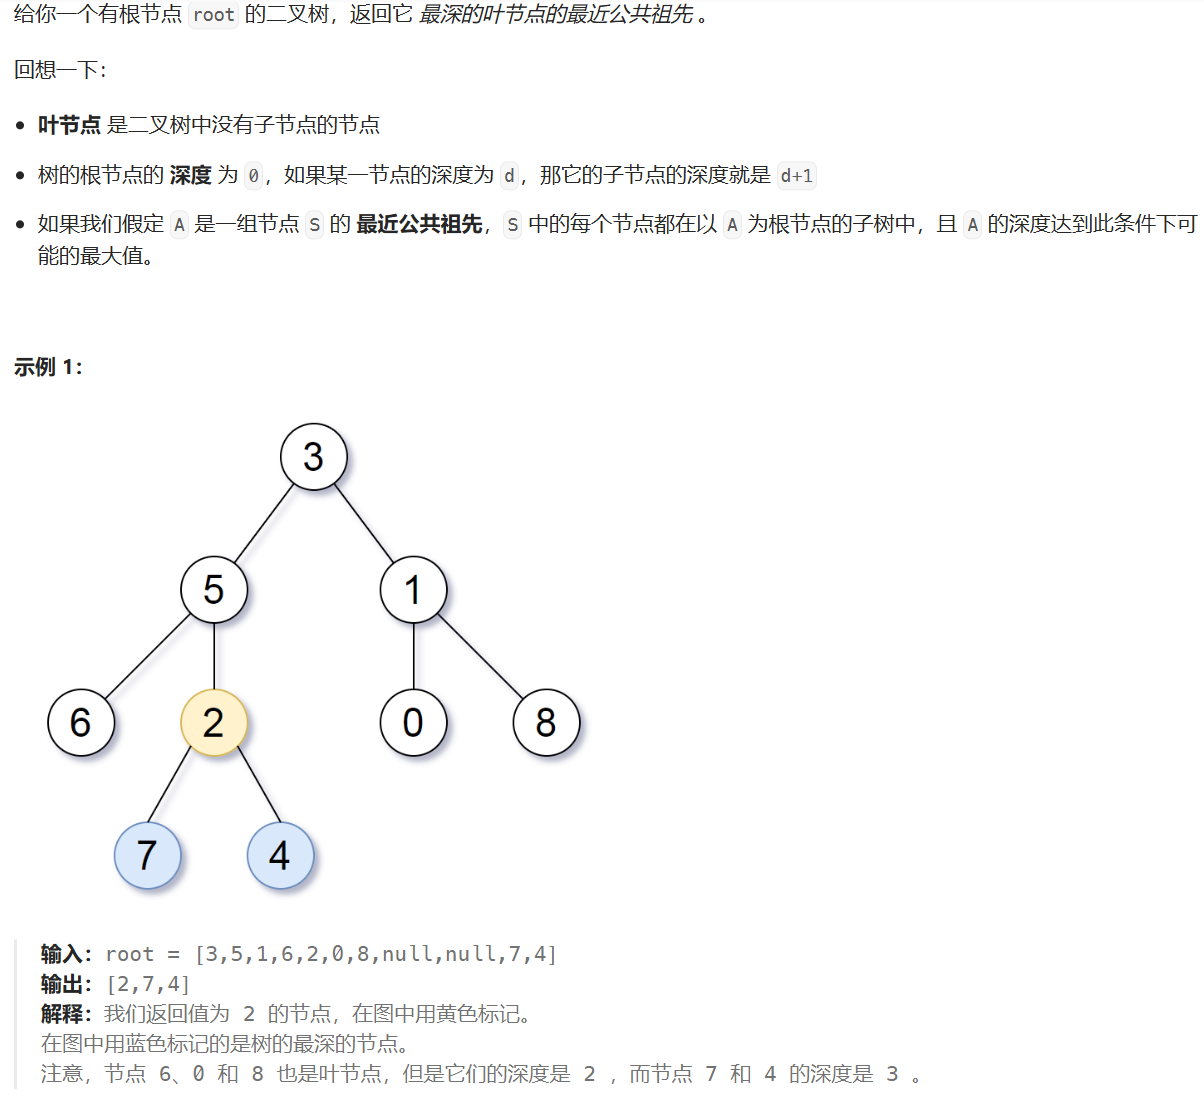 给你一个有根节点 root 的二叉树，返回它 最深的叶节点的最近公共祖先 。
回想一下：
• 叶节点 是二叉树中没有子节点的节点
• 树的根节点的 深度 为 0，如果某一节点的深度为 d，那它的子节点的深度就是 d+1
• 如果我们假定 A 是一组节点 S 的 最近公共祖先，S 中的每个节点都在以 A 为根节点的子树中，且 A 的深度达到此条件下可
能的最大值。
示例 1：
3
5 1
6 2 0 8
7 4
输入：root = [3,5,1,6,2,0,8,null,null,7,4]
输出：[2,7,4]
解释：我们返回值为 2 的节点，在图中用黄色标记。
在图中用蓝色标记的是树的最深的节点。
注意，节点 6、0 和 8 也是叶节点，但是它们的深度是 2 ，而节点 7 和 4 的深度是 3 。